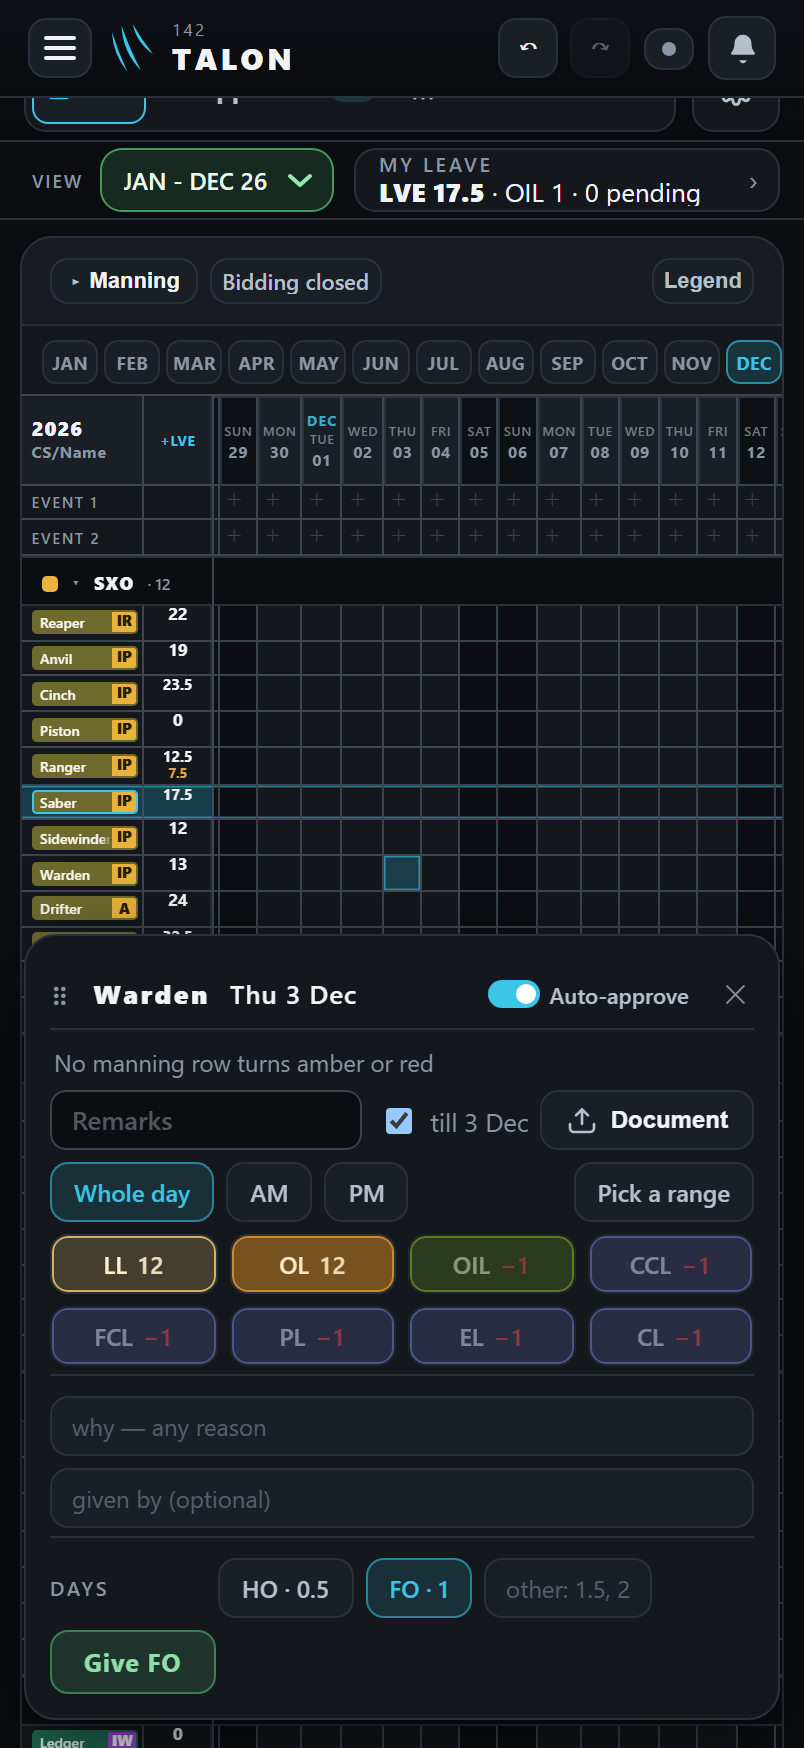 142
TALON
VIEW
JAN - DEC 26
MY LEAVE
LVE 17.5 · OIL 1 · 0 pending
Manning
Bidding closed
Legend
JAN FEB MAR APR MAY JUN JUL AUG SEP OCT NOV DEC
2026
CS/Name
+LVE
SUN 29
MON 30
DEC TUE 01
WED 02
THU 03
FRI 04
SAT 05
SUN 06
MON 07
TUE 08
WED 09
THU 10
FRI 11
SAT 12
EVENT 1 + + + + + + + + + + + + + +
EVENT 2 + + + + + + + + + + + + + +
SXO · 12
Reaper IR 22
Anvil IP 19
Cinch IP 23.5
Piston IP 0
Ranger IP 12.5
7.5
Saber IP 17.5
Sidewinde IP 12
Warden IP 13
Drifter A 24
Warden Thu 3 Dec
Auto-approve
No manning row turns amber or red
Remarks
till 3 Dec
Document
Whole day
AM
PM
Pick a range
LL 12
OL 12
OIL −1
CCL −1
FCL −1
PL −1
EL −1
CL −1
why — any reason
given by (optional)
DAYS
HO · 0.5
FO · 1
other: 1.5, 2
Give FO
Ledger IW 0